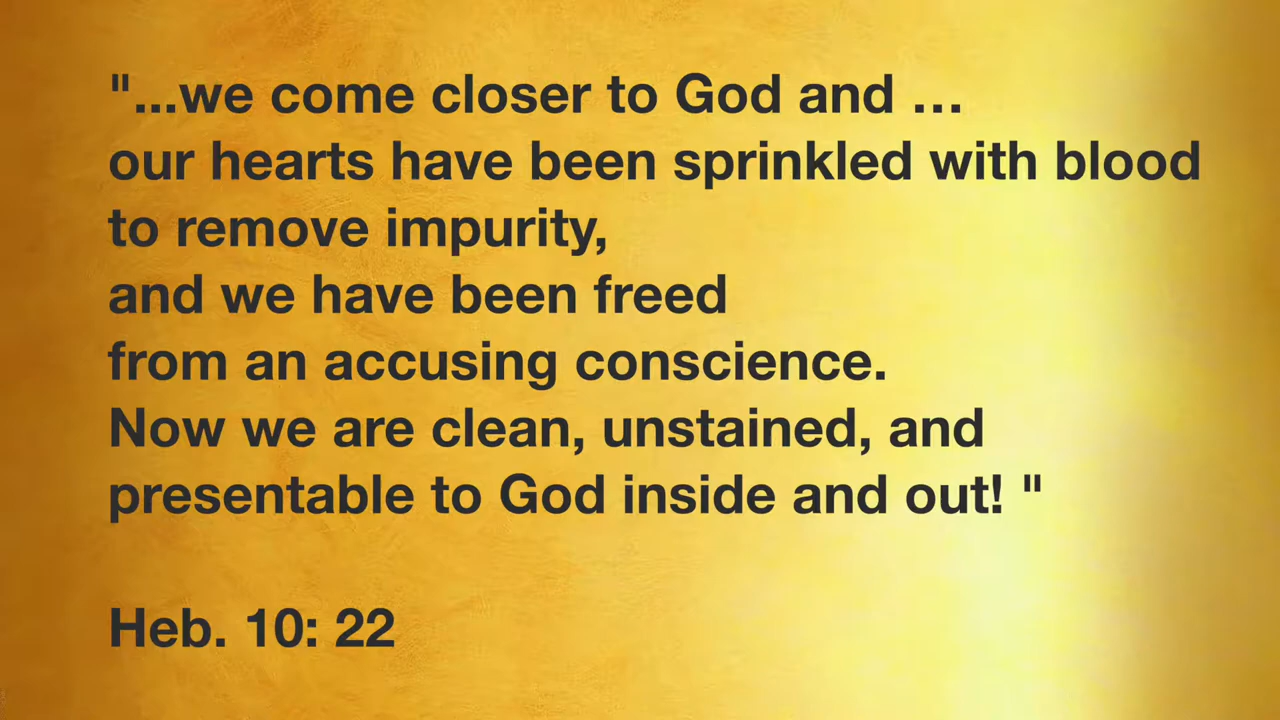 "...we come closer to God and ...
our hearts have been sprinkled with blood
to remove impurity,
and we have been freed
from an accusing conscience.
Now we are clean, unstained, and
presentable to God inside and out! "
Heb. 10: 22